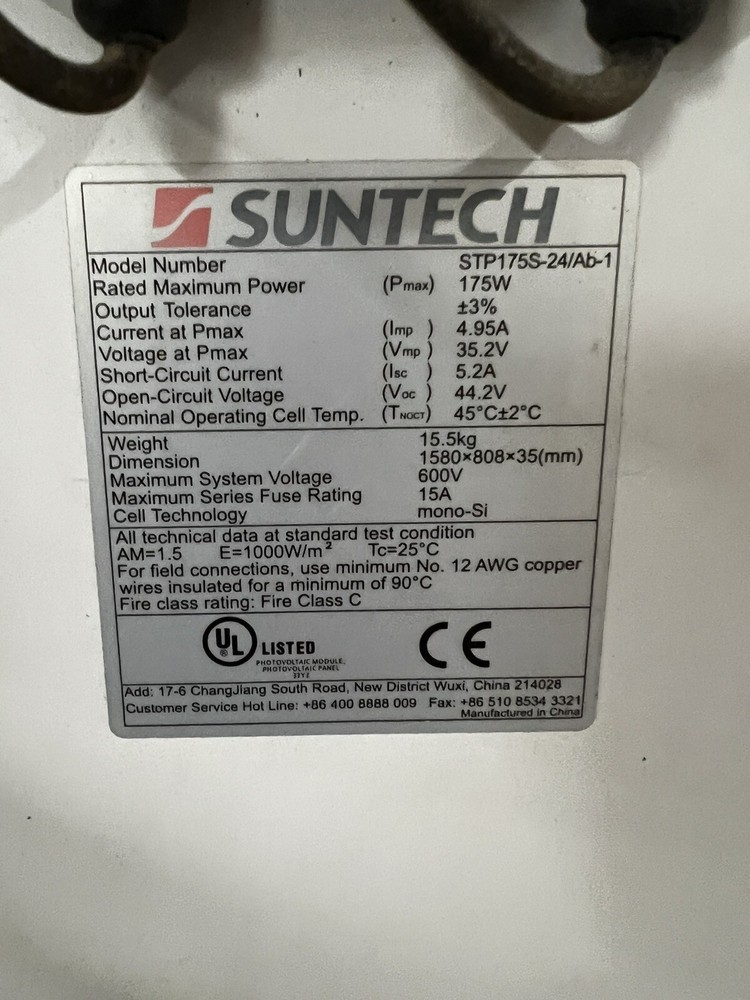 SUNTECH
Model Number STP175S-24/Ab-1
Rated Maximum Power (Pmax) 175W
Output Tolerance ±3%
Current at Pmax (Imp ) 4.95A
Voltage at Pmax (Vmp ) 35.2V
Short-Circuit Current (Isc ) 5.2A
Open-Circuit Voltage (Voc ) 44.2V
Nominal Operating Cell Temp. (TNOCT) 45°C±2°C
Weight 15.5kg
Dimension 1580×808×35(mm)
Maximum System Voltage 600V
Maximum Series Fuse Rating 15A
Cell Technology mono-Si
All technical data at standard test condition
AM=1.5 E=1000W/m² Tc=25°C
For field connections, use minimum No. 12 AWG copper
wires insulated for a minimum of 90°C
Fire class rating: Fire Class C
UL LISTED CE
PHOTOVOLTAIC MODULE,
PHOTOVOLTAIC PANEL
33YZ
Add: 17-6 ChangJiang South Road, New District Wuxi, China 214028
Customer Service Hot Line: +86 400 8888 009 Fax: +86 510 8534 3321
Manufactured in China